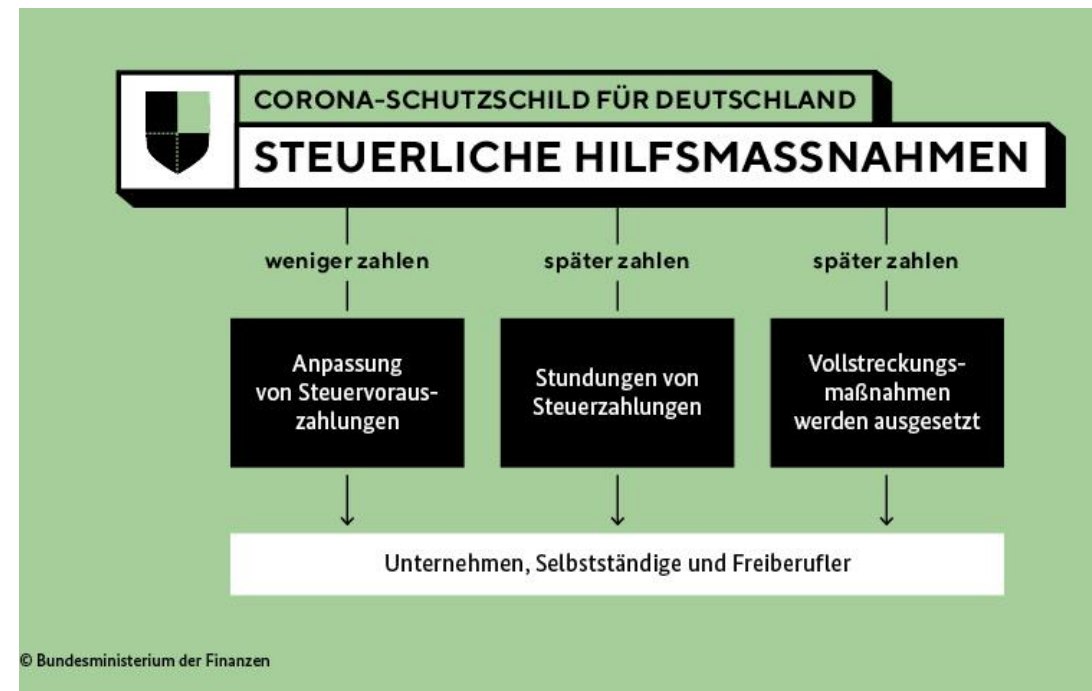 CORONA-SCHUTZSCHILD FÜR DEUTSCHLAND
STEUERLICHE HILFSMASSNAHMEN
weniger zahlen
später zahlen
später zahlen
Anpassung
von Steuervoraus-
zahlungen
Stundungen von
Steuerzahlungen
Vollstreckungs-
maßnahmen
werden ausgesetzt
Unternehmen, Selbstständige und Freiberufler
© Bundesministerium der Finanzen